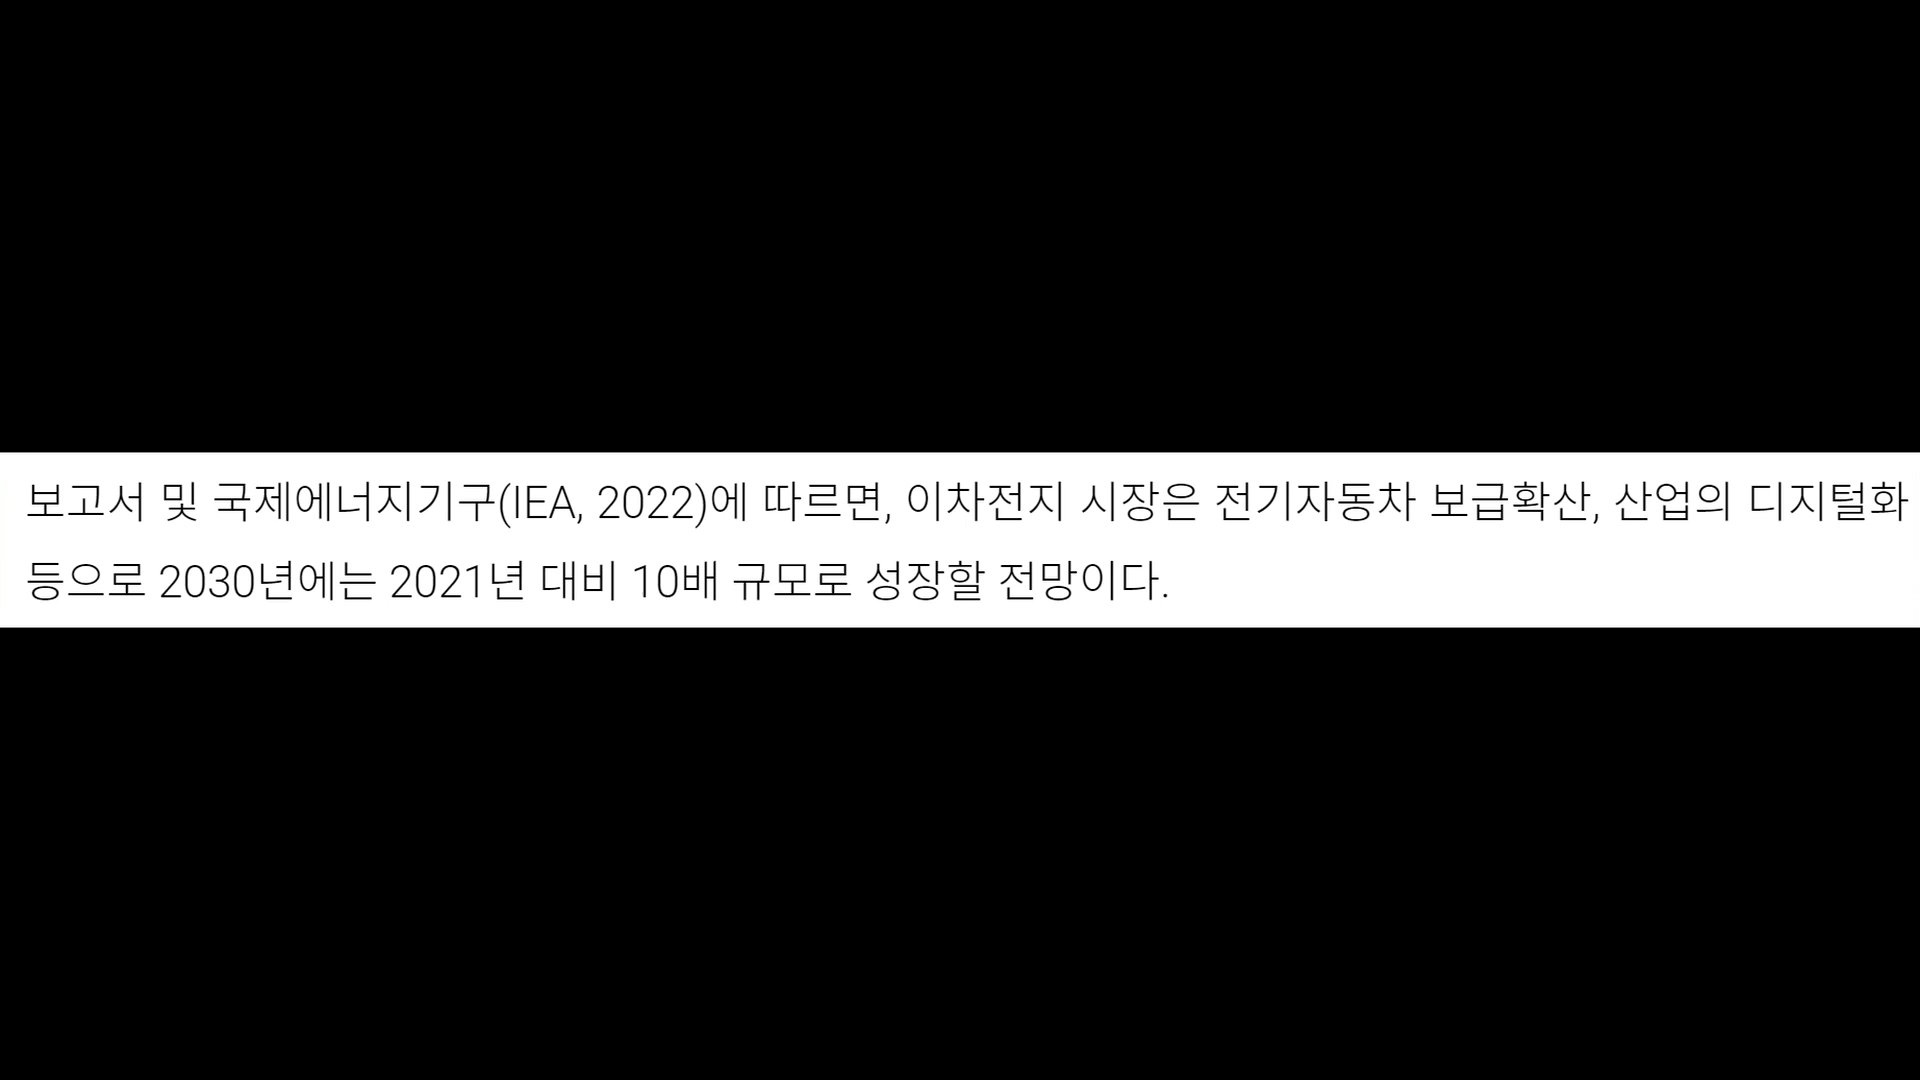 보고서 및 국제에너지기구(IEA, 2022)에 따르면, 이차전지 시장은 전기자동차 보급확산, 산업의 디지털화
등으로 2030년에는 2021년 대비 10배 규모로 성장할 전망이다.